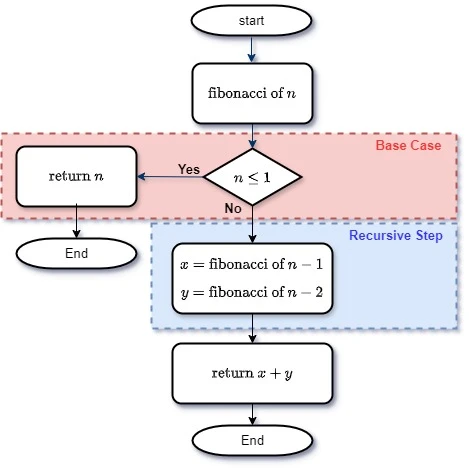 start
fibonacci of n
Base Case
return n
Yes
n ≤ 1
No
End
Recursive Step
x = fibonacci of n − 1
y = fibonacci of n − 2
return x + y
End